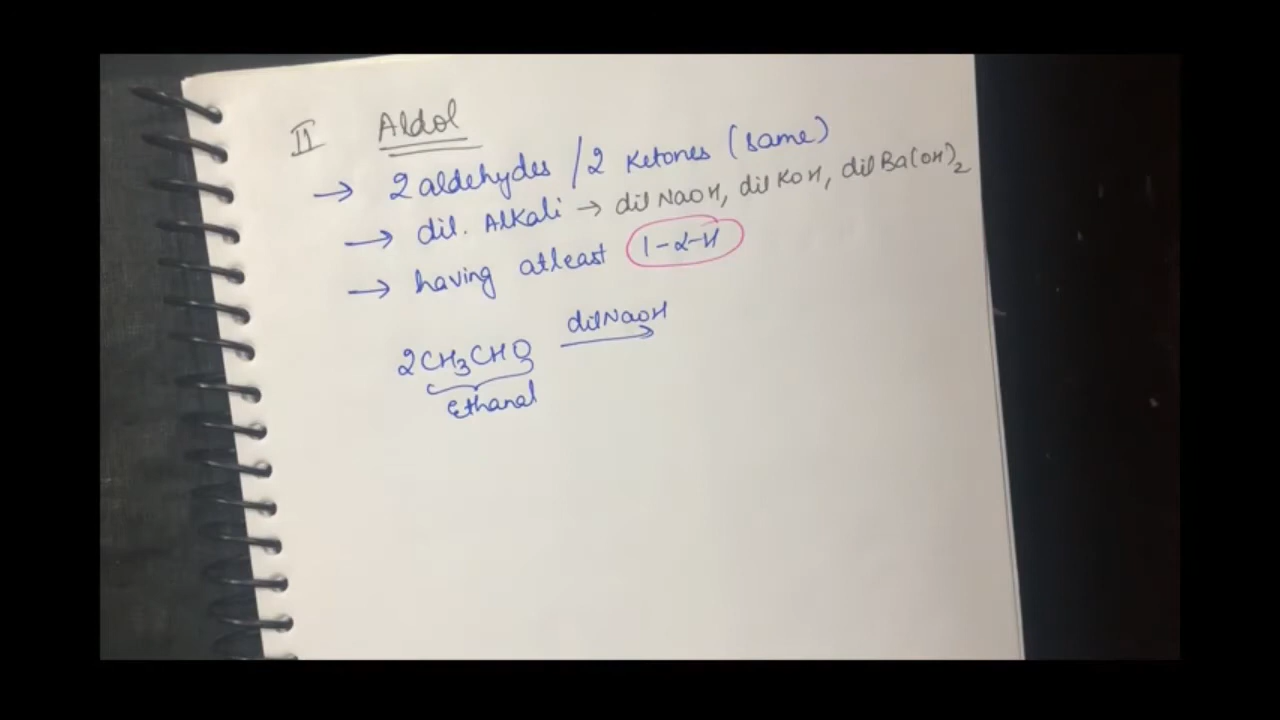 II Aldol
→ 2 aldehydes / 2 Ketones (same)
→ dil. Alkali → dil NaOH, dil KOH, dil Ba(OH)₂
→ having atleast 1-α-H
2CH₃CHO dil NaOH →
Ethanal